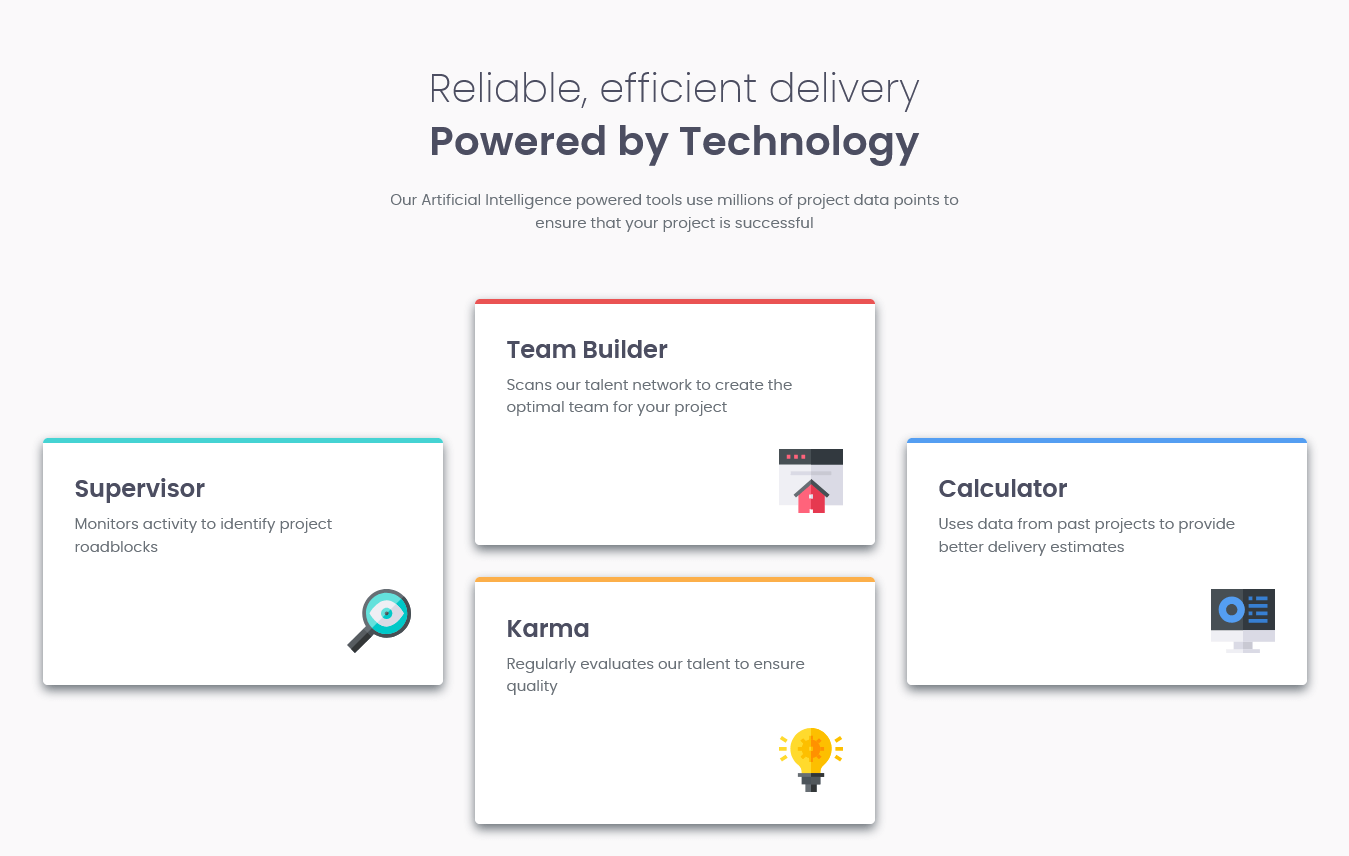 Reliable, efficient delivery
Powered by Technology
Our Artificial Intelligence powered tools use millions of project data points to
ensure that your project is successful
Supervisor
Monitors activity to identify project
roadblocks
Team Builder
Scans our talent network to create the
optimal team for your project
Karma
Regularly evaluates our talent to ensure
quality
Calculator
Uses data from past projects to provide
better delivery estimates